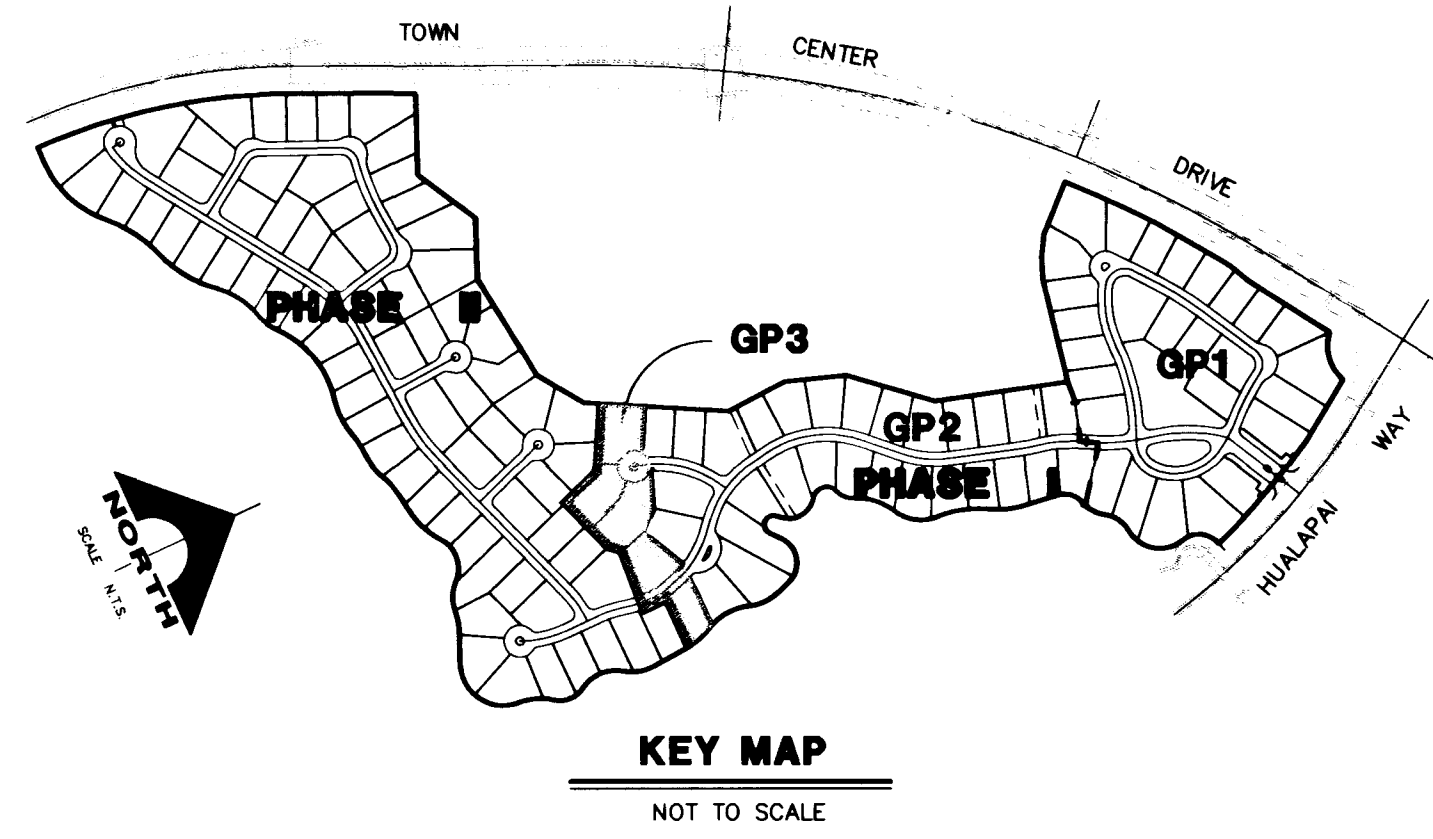 TOWN
CENTER
DRIVE
PHASE II
GP3
GP1
GP2
PHASE I
WAY
HUALAPAI
NORTH
SCALE N.T.S.
KEY MAP
NOT TO SCALE